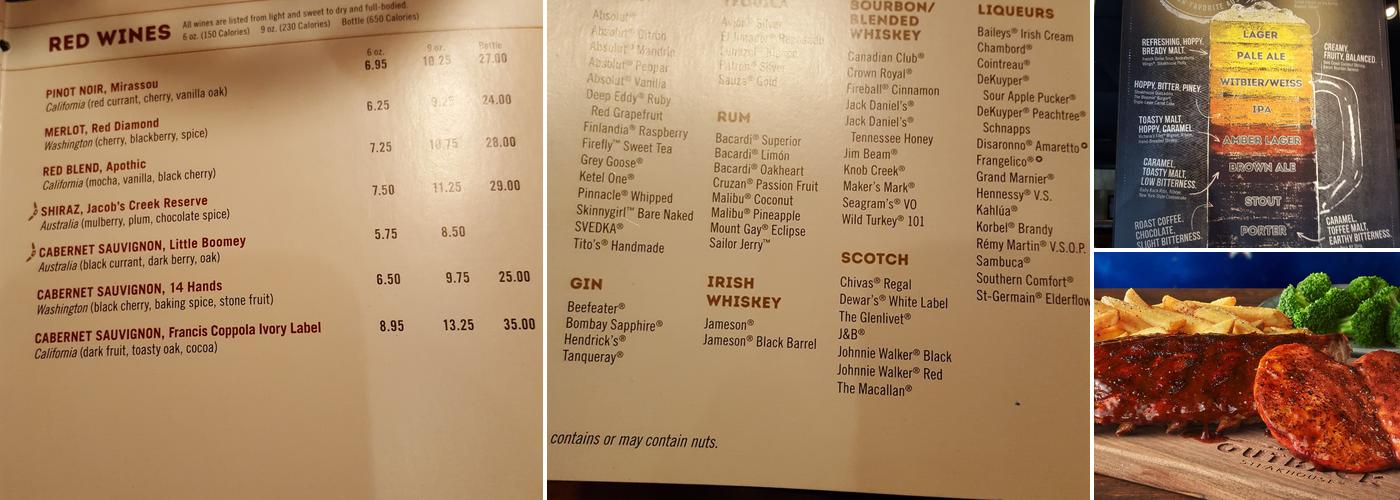 RED WINES
All wines are listed from light and sweet to dry and full-bodied.
6 oz. (150 Calories) 9 oz. (230 Calories) Bottle (650 Calories)
6 oz. 9 oz. Bottle
6.95 10.25 27.00
PINOT NOIR, Mirassou
California (red currant, cherry, vanilla oak)
6.25 9.25 24.00
MERLOT, Red Diamond
Washington (cherry, blackberry, spice)
7.25 10.75 28.00
RED BLEND, Apothic
California (mocha, vanilla, black cherry)
7.50 11.25 29.00
SHIRAZ, Jacob's Creek Reserve
Australia (mulberry, plum, chocolate spice)
5.75 8.50
CABERNET SAUVIGNON, Little Boomey
Australia (black currant, dark berry, oak)
6.50 9.75 25.00
CABERNET SAUVIGNON, 14 Hands
Washington (black cherry, baking spice, stone fruit)
8.95 13.25 35.00
CABERNET SAUVIGNON, Francis Coppola Ivory Label
California (dark fruit, toasty oak, cocoa)
Absolut®
Absolut® Citron
Absolut® Mandrin
Absolut® Peppar
Absolut® Vanilia
Deep Eddy® Ruby
Red Grapefruit
Finlandia® Raspberry
Firefly™ Sweet Tea
Grey Goose®
Ketel One®
Pinnacle® Whipped
Skinnygirl™ Bare Naked
SVEDKA®
Tito's® Handmade
GIN
Beefeater®
Bombay Sapphire®
Hendrick's®
Tanqueray®
TEQUILA
Avión® Silver
El Jimador® Reposado
Patrón® Silver
Sauza® Gold
RUM
Bacardi® Superior
Bacardi® Limón
Bacardi® Oakheart
Cruzan® Passion Fruit
Malibu® Coconut
Malibu® Pineapple
Mount Gay® Eclipse
Sailor Jerry™
IRISH
WHISKEY
Jameson®
Jameson® Black Barrel
BOURBON/
BLENDED
WHISKEY
Canadian Club®
Crown Royal®
Fireball® Cinnamon
Jack Daniel's®
Jack Daniel's®
Tennessee Honey
Jim Beam®
Knob Creek®
Maker's Mark®
Seagram's® VO
Wild Turkey® 101
SCOTCH
Chivas® Regal
Dewar's® White Label
The Glenlivet®
J&B®
Johnnie Walker® Black
Johnnie Walker® Red
The Macallan®
LIQUEURS
Baileys® Irish Cream
Chambord®
Cointreau®
DeKuyper®
Sour Apple Pucker®
DeKuyper® Peachtree®
Schnapps
Disaronno® Amaretto
Frangelico®
Grand Marnier®
Hennessy® V.S.
Kahlúa®
Korbel® Brandy
Rémy Martin® V.S.O.P.
Sambuca®
Southern Comfort®
St-Germain® Elderflow
contains or may contain nuts.
LAGER
PALE ALE
WITBIER/WEISS
IPA
AMBER LAGER
BROWN ALE
STOUT
PORTER
REFRESHING, HOPPY,
BREADY MALT.
HOPPY, BITTER, PINEY.
TOASTY MALT,
HOPPY, CARAMEL.
CARAMEL,
TOASTY MALT,
LOW BITTERNESS.
ROAST COFFEE,
CHOCOLATE,
SLIGHT BITTERNESS.
CREAMY,
FRUITY, BALANCED.
CARAMEL,
TOFFEE MALT,
EARTHY BITTERNESS.
OUTBACK
STEAKHOUSE